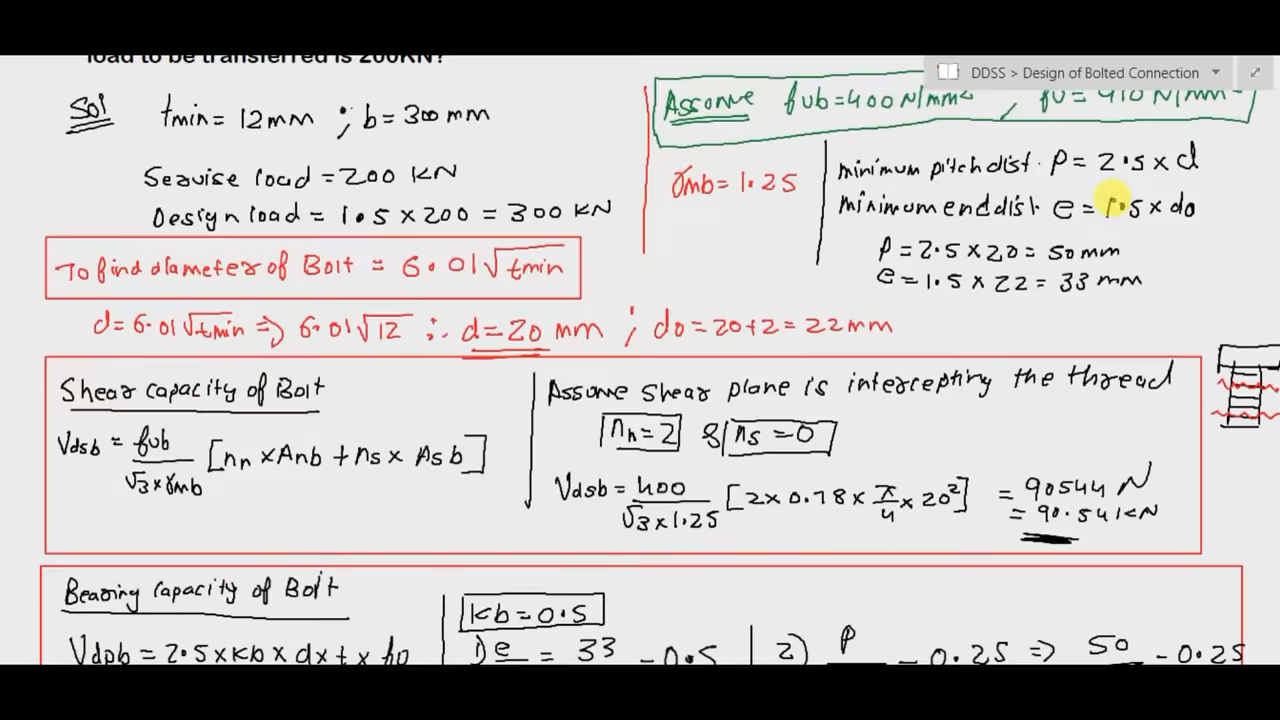 load to be transferred is 200KN?
DDSS > Design of Bolted Connection
Sol tmin = 12mm ; b = 300 mm
Assume fub = 400 N/mm² , fu = 410 N/mm²
Servise load = 200 KN
Design load = 1.5 × 200 = 300 KN
γmb = 1.25
minimum pitch dist. P = 2.5 × d
minimum end dist. e = 1.5 × do
P = 2.5 × 20 = 50 mm
e = 1.5 × 22 = 33 mm
To find diameter of Bolt = 6.01√tmin
d = 6.01√tmin => 6.01√12 ∴ d = 20 mm ; do = 20+2 = 22mm
Shear capacity of Bolt
Vdsb = fub / √3 × γmb [nn × Anb + ns × Asb]
Assume shear plane is intercepting the thread
nn = 2 & ns = 0
Vdsb = 400 / √3 × 1.25 [2 × 0.78 × π/4 × 20²] = 90544 N
= 90.54 KN
Bearing capacity of Bolt
Vdpb = 2.5 × kb × d × t × fu
kb = 0.5
1) e = 33 - 0.5
2) P - 0.25 => 50 - 0.25